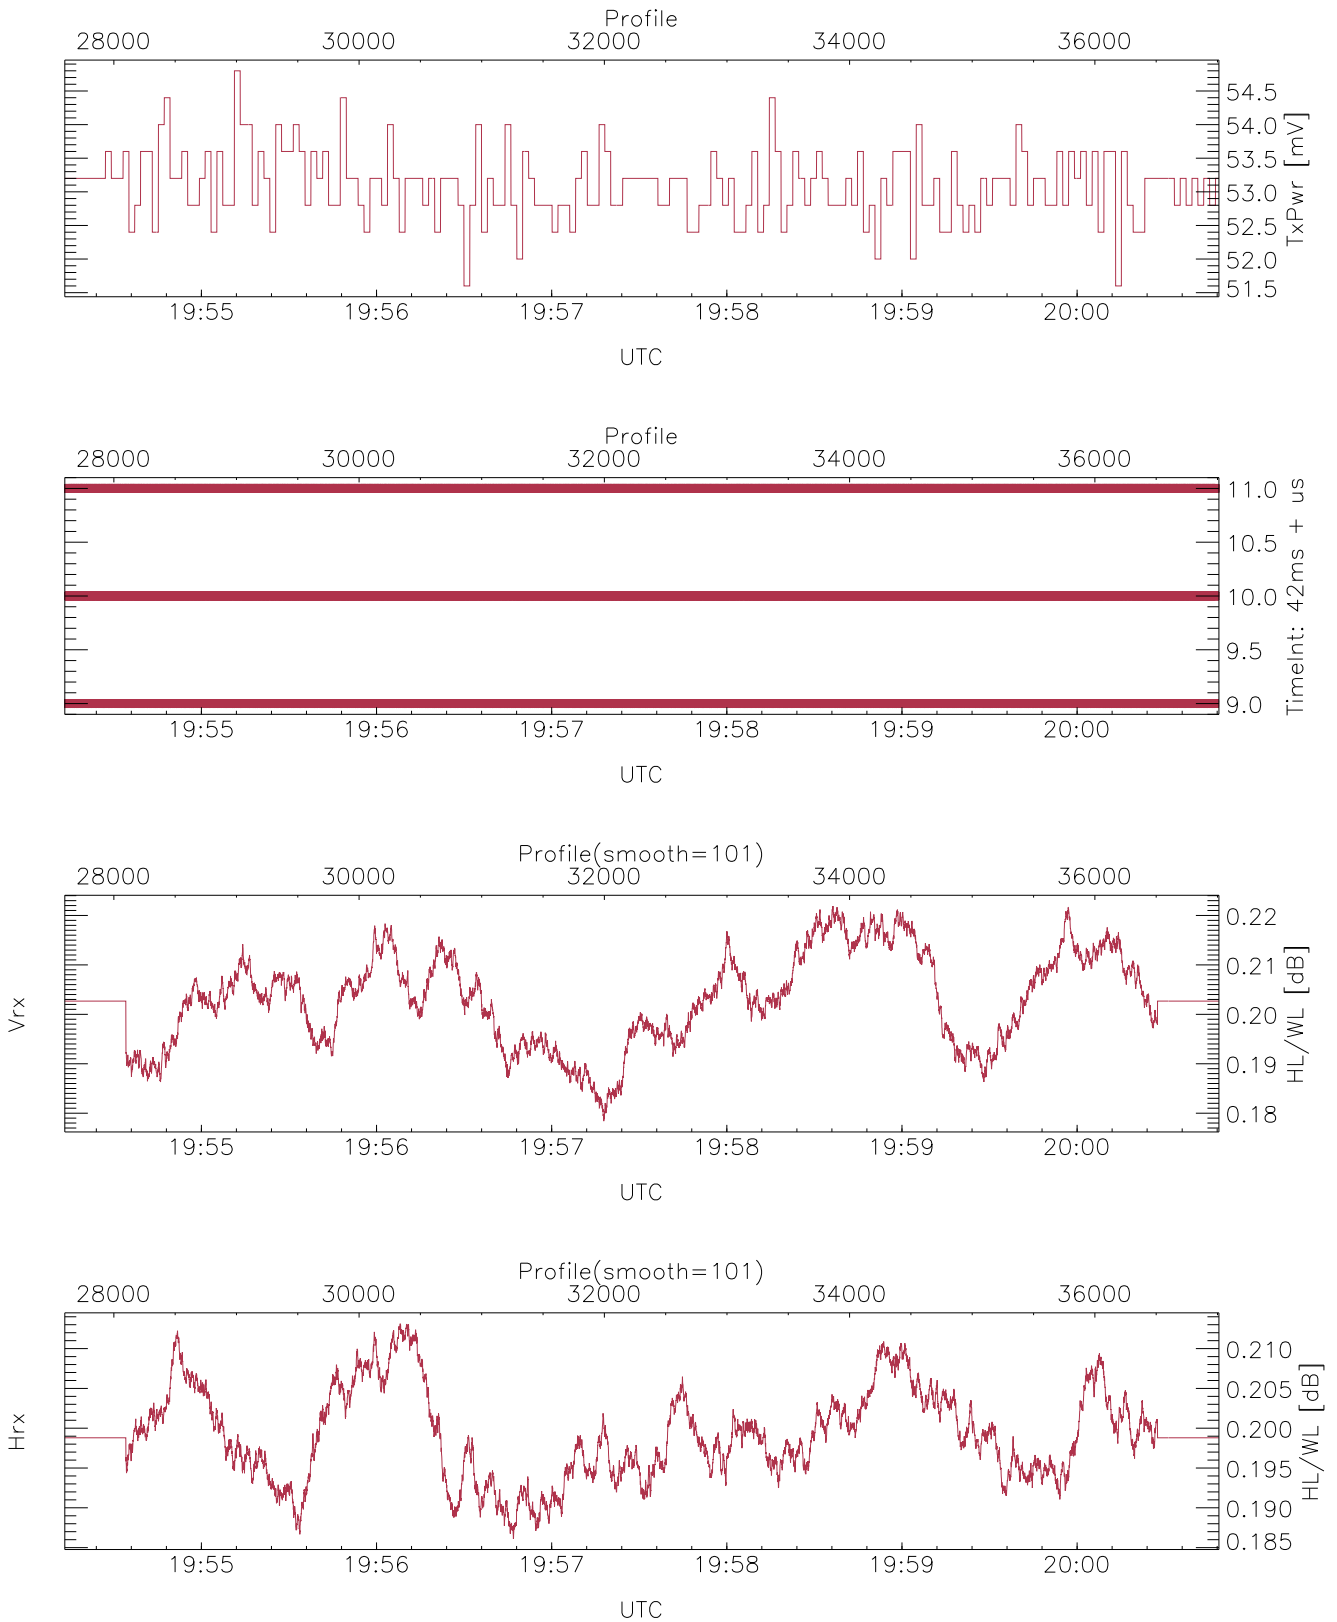 Profile
28000 30000 32000 34000 36000
54.5
54.0
53.5
53.0
52.5
52.0
51.5
TxPwr [mV]
19:55 19:56 19:57 19:58 19:59 20:00
UTC
Profile
28000 30000 32000 34000 36000
11.0
10.5
10.0
9.5
9.0
TimeInt: 42ms + us
19:55 19:56 19:57 19:58 19:59 20:00
UTC
Profile(smooth=101)
28000 30000 32000 34000 36000
Vrx
0.22
0.21
0.20
0.19
0.18
HL/WL [dB]
19:55 19:56 19:57 19:58 19:59 20:00
UTC
Profile(smooth=101)
28000 30000 32000 34000 36000
Hrx
0.210
0.205
0.200
0.195
0.190
0.185
HL/WL [dB]
19:55 19:56 19:57 19:58 19:59 20:00
UTC